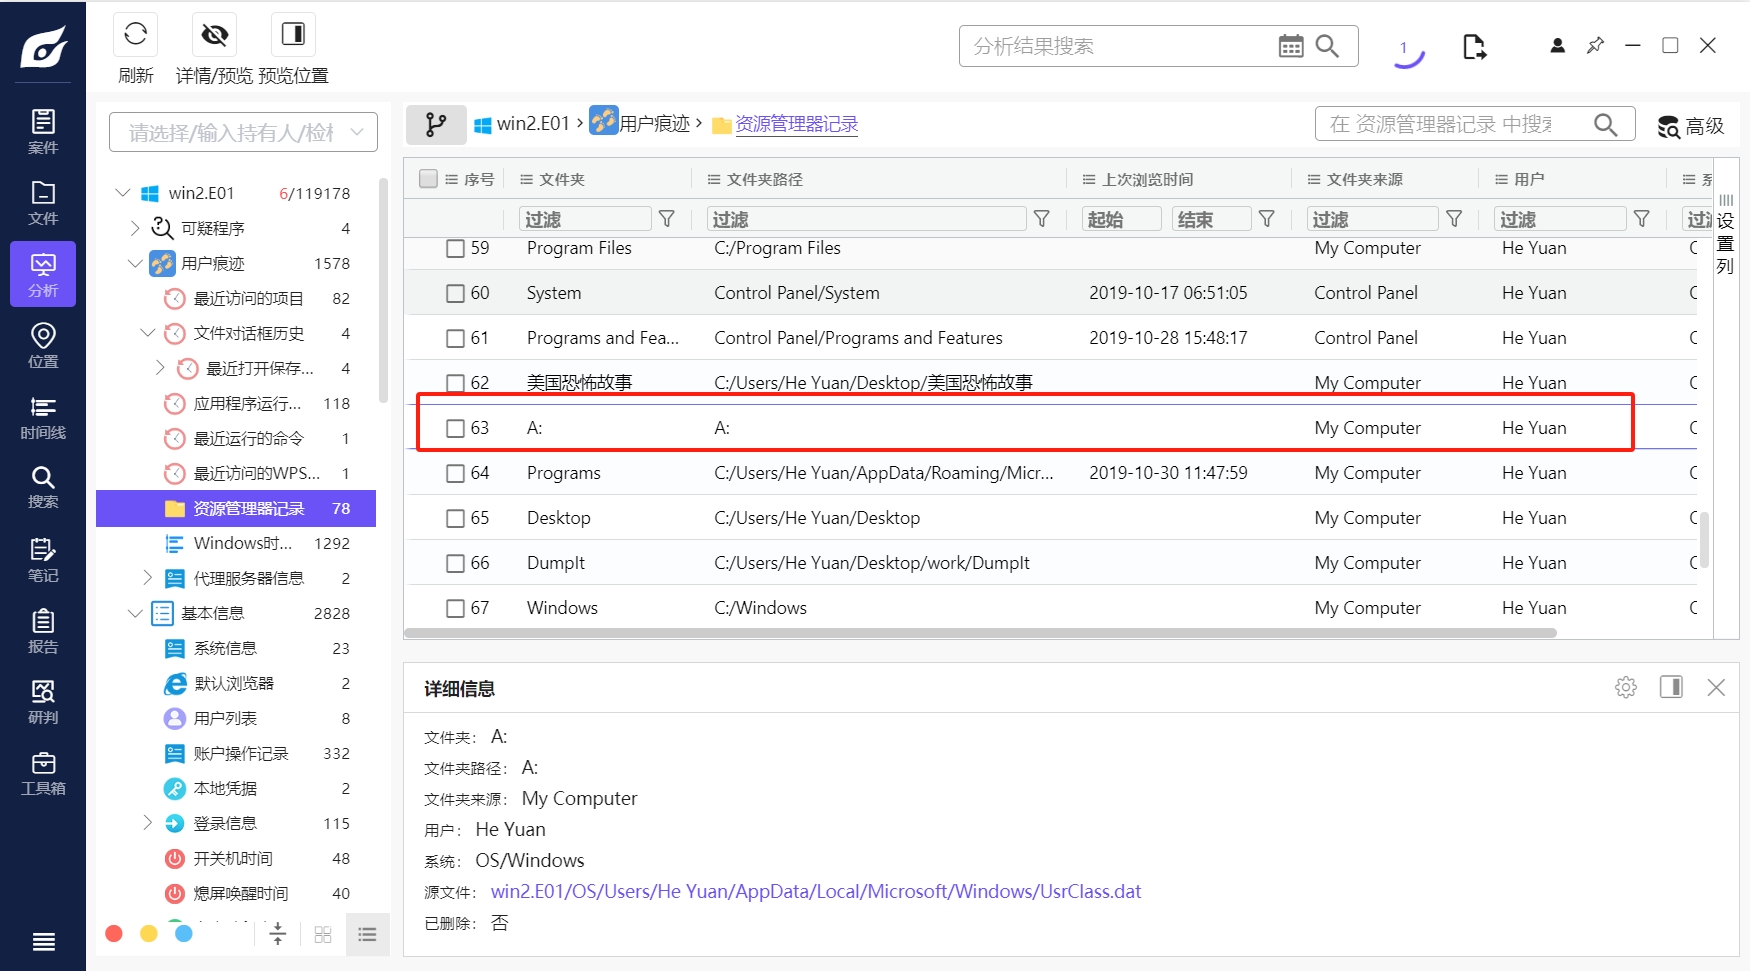 刷新
详情/预览
预览位置
分析结果搜索
1
案件
文件
分析
位置
时间线
搜索
笔记
报告
研判
工具箱
请选择/输入持有人/检
win2.E01 6/119178
可疑程序 4
用户痕迹 1578
最近访问的项目 82
文件对话框历史 4
最近打开保存... 4
应用程序运行... 118
最近运行的命令 1
最近访问的WPS... 1
资源管理器记录 78
Windows时... 1292
代理服务器信息 2
基本信息 2828
系统信息 23
默认浏览器 2
用户列表 8
账户操作记录 332
本地凭据 2
登录信息 115
开关机时间 48
熄屏唤醒时间 40
win2.E01 › 用户痕迹 › 资源管理器记录
在 资源管理器记录 中搜索
高级
序号 文件夹 文件夹路径 上次浏览时间 文件夹来源 用户 系
过滤 过滤 起始 结束 过滤 过滤 过滤
设置列
59 Program Files C:/Program Files My Computer He Yuan
60 System Control Panel/System 2019-10-17 06:51:05 Control Panel He Yuan
61 Programs and Fea... Control Panel/Programs and Features 2019-10-28 15:48:17 Control Panel He Yuan
62 美国恐怖故事 C:/Users/He Yuan/Desktop/美国恐怖故事 My Computer He Yuan
63 A: A: My Computer He Yuan
64 Programs C:/Users/He Yuan/AppData/Roaming/Micr... 2019-10-30 11:47:59 My Computer He Yuan
65 Desktop C:/Users/He Yuan/Desktop My Computer He Yuan
66 DumpIt C:/Users/He Yuan/Desktop/work/DumpIt My Computer He Yuan
67 Windows C:/Windows My Computer He Yuan
详细信息
文件夹: A:
文件夹路径: A:
文件夹来源: My Computer
用户: He Yuan
系统: OS/Windows
源文件: win2.E01/OS/Users/He Yuan/AppData/Local/Microsoft/Windows/UsrClass.dat
已删除: 否